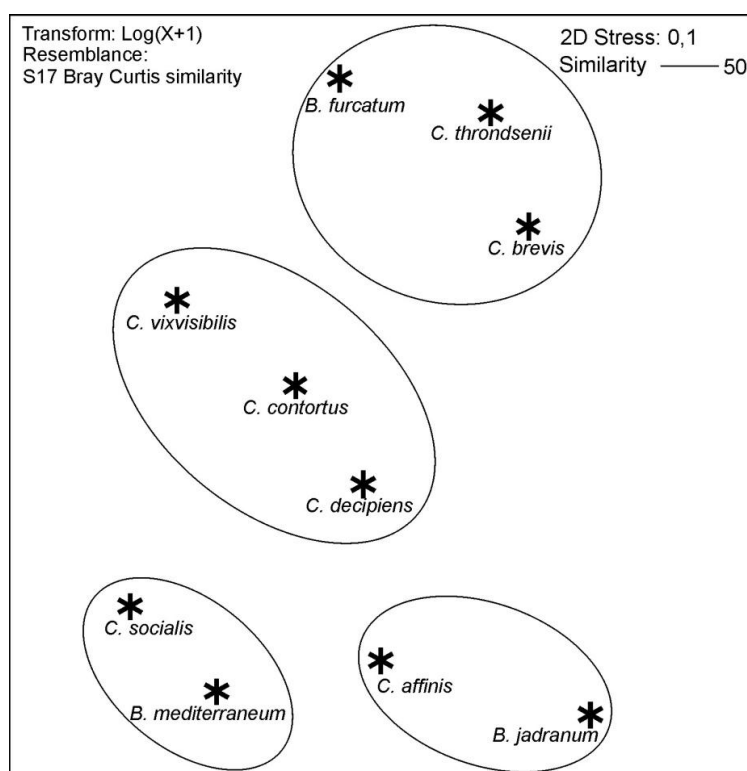 Transform: Log(X+1)
Resemblance:
S17 Bray Curtis similarity
2D Stress: 0,1
Similarity 50
B. furcatum
C. throndsenii
C. brevis
C. vixvisibilis
C. contortus
C. decipiens
C. socialis
B. mediterraneum
C. affinis
B. jadranum